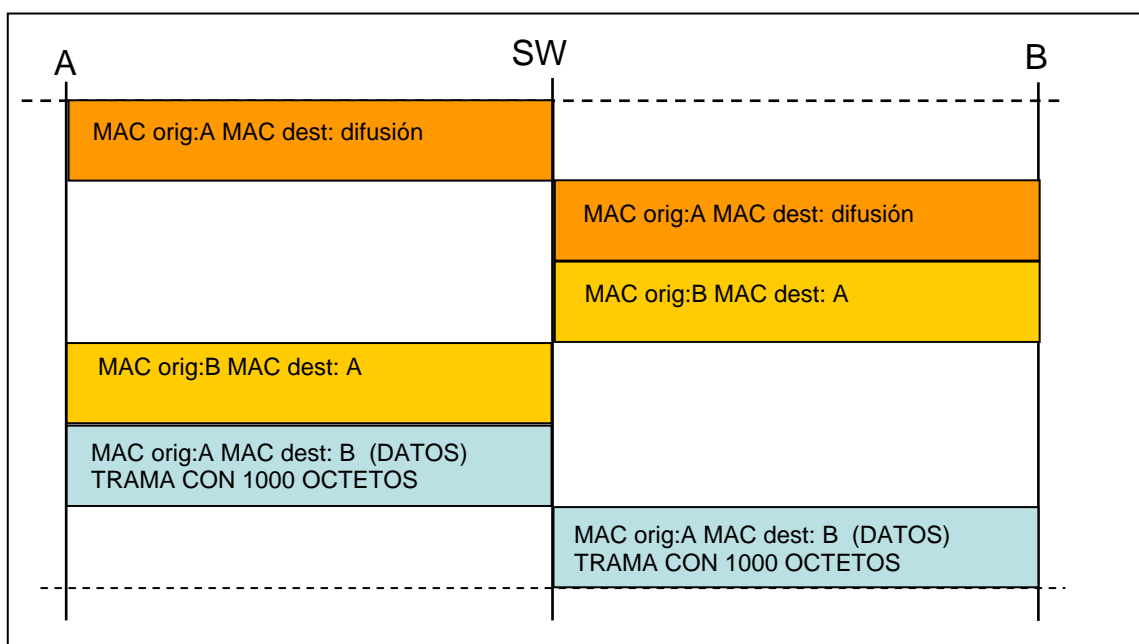 A
SW
B
MAC orig:A MAC dest: difusión
MAC orig:A MAC dest: difusión
MAC orig:B MAC dest: A
MAC orig:B MAC dest: A
MAC orig:A MAC dest: B (DATOS)
TRAMA CON 1000 OCTETOS
MAC orig:A MAC dest: B (DATOS)
TRAMA CON 1000 OCTETOS